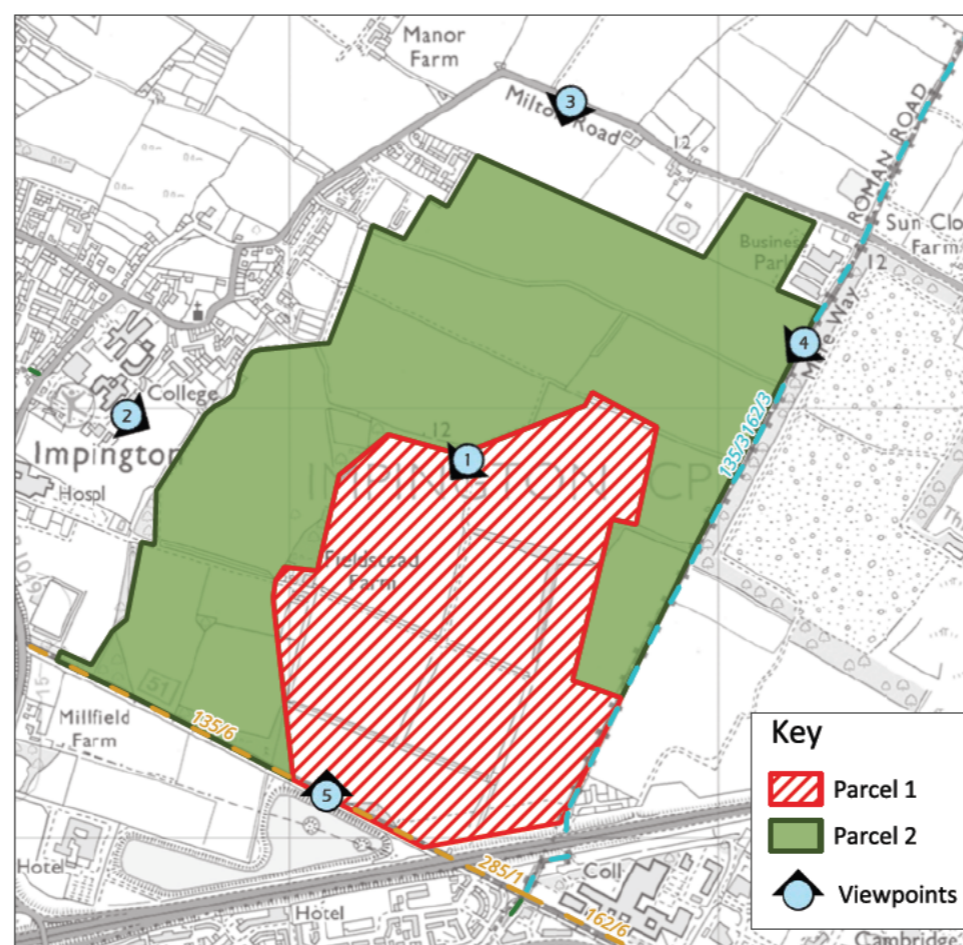 Manor
Farm
3
Milton Road
12
ROMAN ROAD
Sun Clo
Farm
12
Business
Park
4
Mere Way
College
2
Impington
Hospl
12
1
IMPINGTON CP
135/3 162/3
Fieldstead
Farm
51
Millfield
Farm
135/6
5
Hotel
285/1
Coll
Hotel
162/6
Cambridge
Key
Parcel 1
Parcel 2
Viewpoints